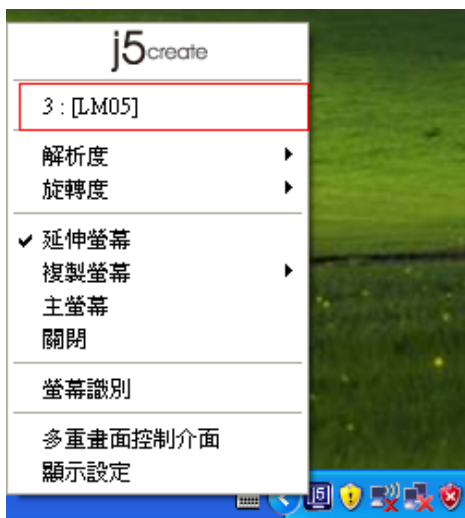 j5create
3 : [LM05]
解析度
旋轉度
延伸螢幕
複製螢幕
主螢幕
關閉
螢幕識別
多重畫面控制介面
顯示設定
j5